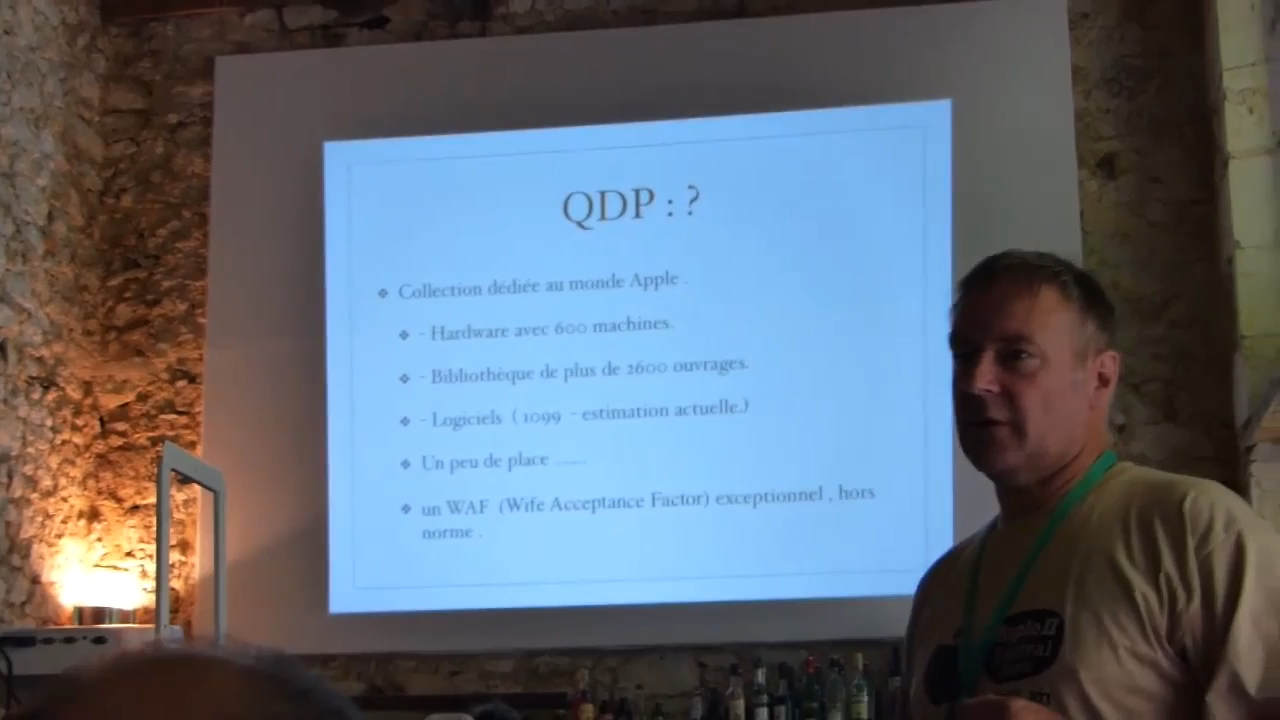 QDP : ?
❖ Collection dédiée au monde Apple .
❖ - Hardware avec 600 machines.
❖ - Bibliothèque de plus de 2600 ouvrages.
❖ - Logiciels ( 1099 - estimation actuelle.)
❖ Un peu de place ......
❖ un WAF (Wife Acceptance Factor) exceptionnel , hors
norme .